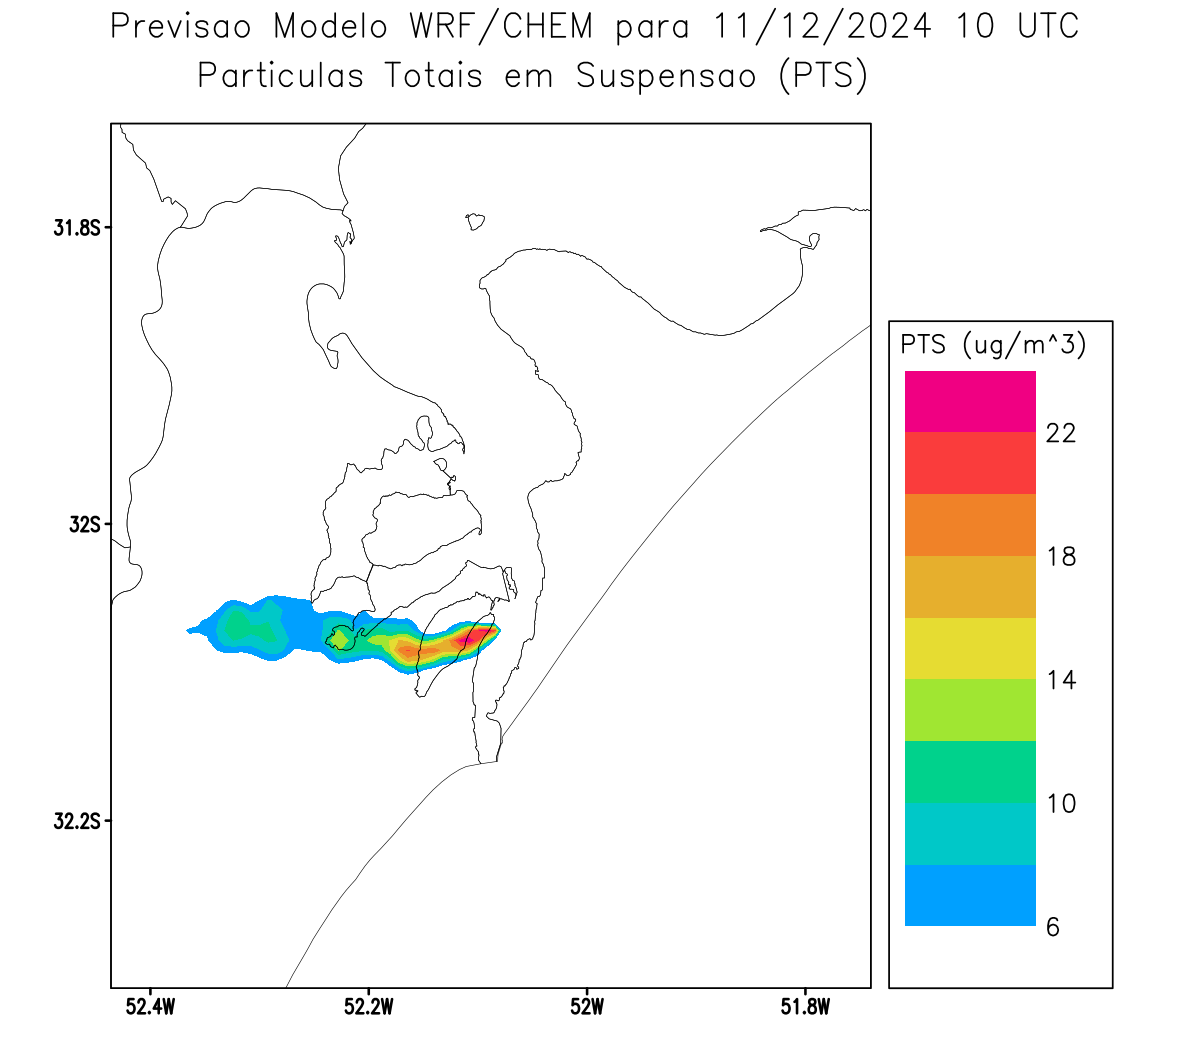 Previsao Modelo WRF/CHEM para 11/12/2024 10 UTC
Particulas Totais em Suspensao (PTS)
31.8S
32S
32.2S
52.4W
52.2W
52W
51.8W
PTS (ug/m^3)
22
18
14
10
6